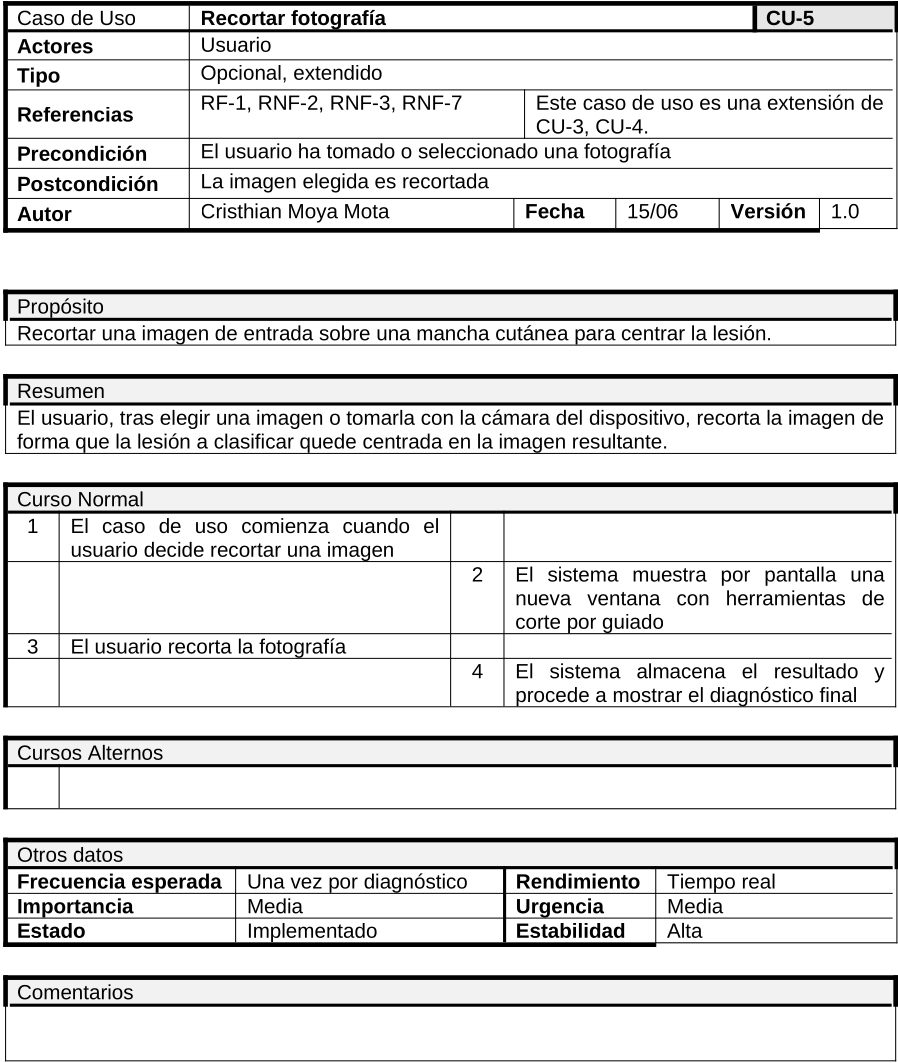 Caso de Uso Recortar fotografía CU-5
Actores Usuario
Tipo Opcional, extendido
Referencias RF-1, RNF-2, RNF-3, RNF-7 Este caso de uso es una extensión de
CU-3, CU-4.
Precondición El usuario ha tomado o seleccionado una fotografía
Postcondición La imagen elegida es recortada
Autor Cristhian Moya Mota Fecha 15/06 Versión 1.0
Propósito
Recortar una imagen de entrada sobre una mancha cutánea para centrar la lesión.
Resumen
El usuario, tras elegir una imagen o tomarla con la cámara del dispositivo, recorta la imagen de
forma que la lesión a clasificar quede centrada en la imagen resultante.
Curso Normal
1 El caso de uso comienza cuando el
usuario decide recortar una imagen
2 El sistema muestra por pantalla una
nueva ventana con herramientas de
corte por guiado
3 El usuario recorta la fotografía
4 El sistema almacena el resultado y
procede a mostrar el diagnóstico final
Cursos Alternos
Otros datos
Frecuencia esperada Una vez por diagnóstico Rendimiento Tiempo real
Importancia Media Urgencia Media
Estado Implementado Estabilidad Alta
Comentarios